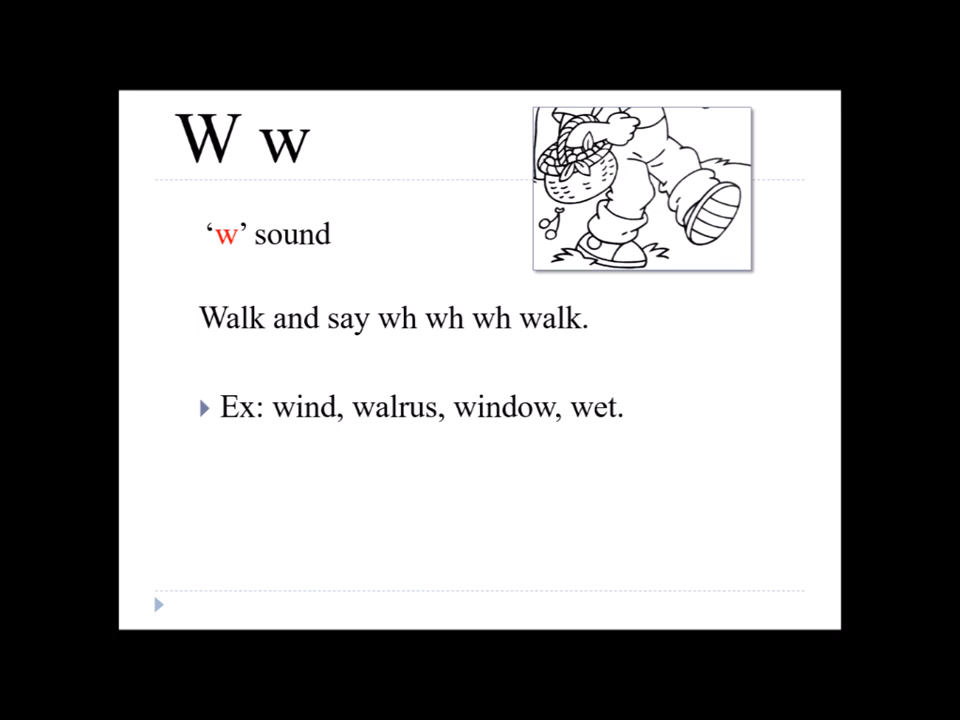 W w
‘w’ sound
Walk and say wh wh wh walk.
Ex: wind, walrus, window, wet.